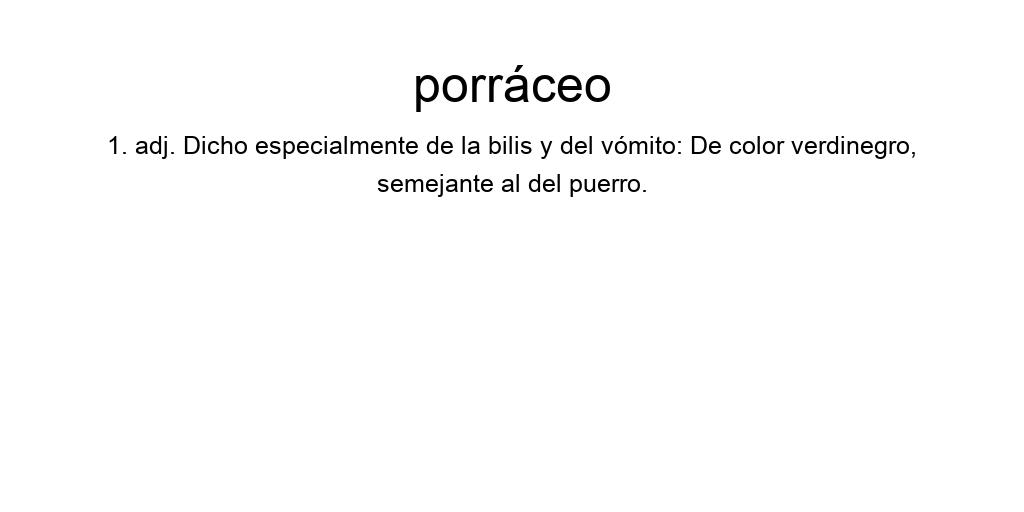 porráceo
1. adj. Dicho especialmente de la bilis y del vómito: De color verdinegro,
semejante al del puerro.